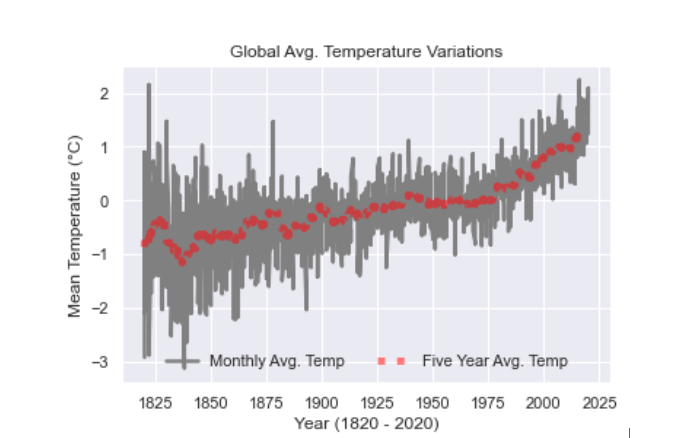 Global Avg. Temperature Variations
Mean Temperature (°C)
2
1
0
−1
−2
−3
Monthly Avg. Temp
Five Year Avg. Temp
1825 1850 1875 1900 1925 1950 1975 2000 2025
Year (1820 - 2020)